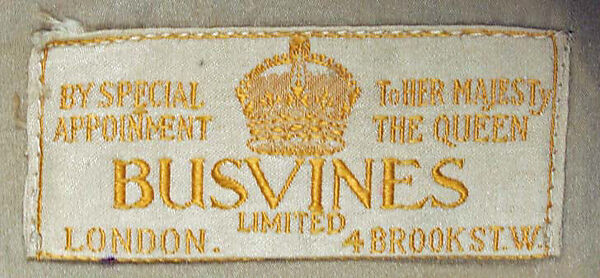 BY SPECIAL TO HER MAJESTY
APPOINTMENT THE QUEEN
BUSVINES
LIMITED
LONDON. 4 BROOK ST. W.